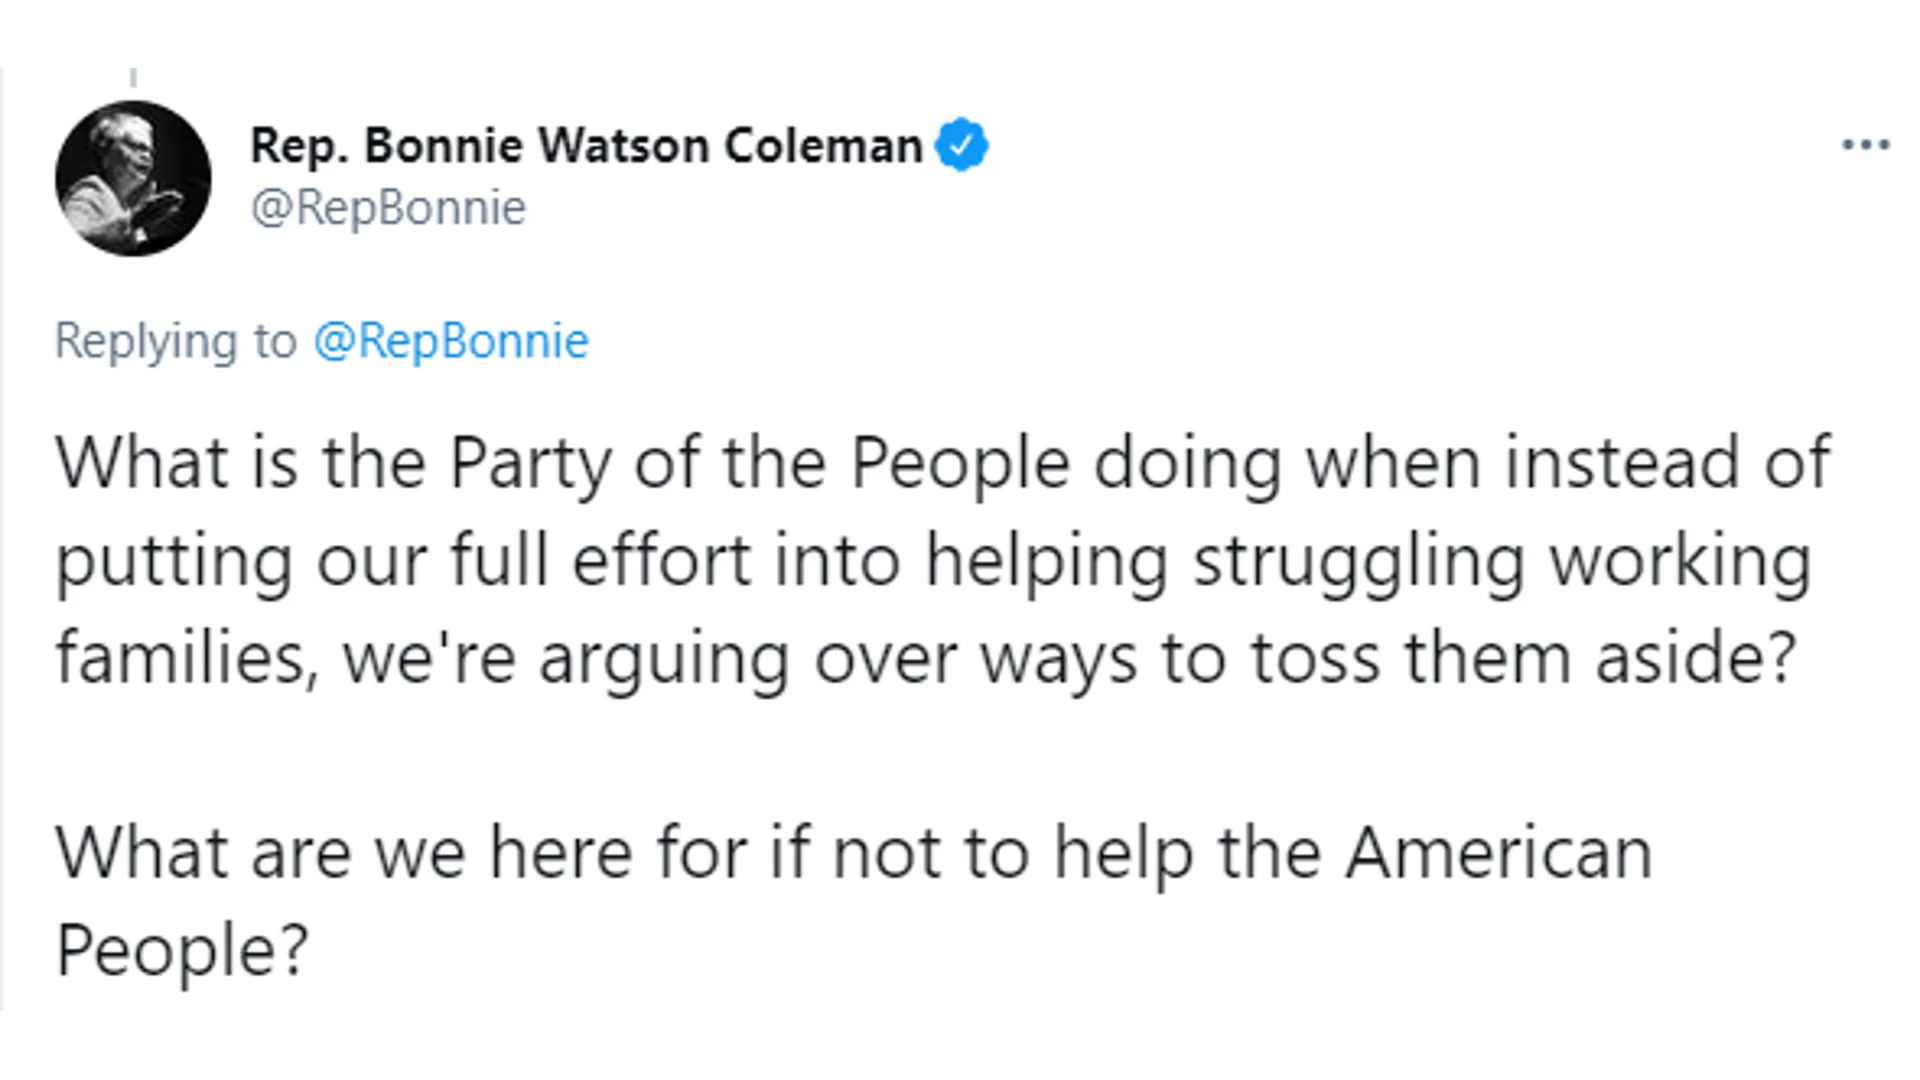 Rep. Bonnie Watson Coleman
@RepBonnie
Replying to @RepBonnie
What is the Party of the People doing when instead of
putting our full effort into helping struggling working
families, we're arguing over ways to toss them aside?
What are we here for if not to help the American
People?